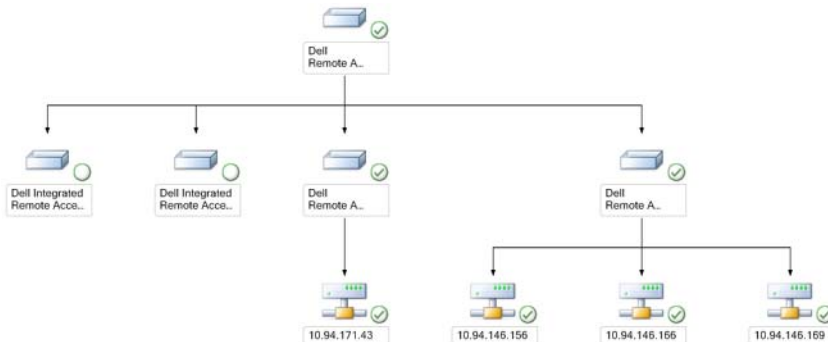 Dell
Remote A...
Dell Integrated
Remote Acce...
Dell Integrated
Remote Acce...
Dell
Remote A...
Dell
Remote A...
10.94.171.43
10.94.146.156
10.94.146.166
10.94.146.169